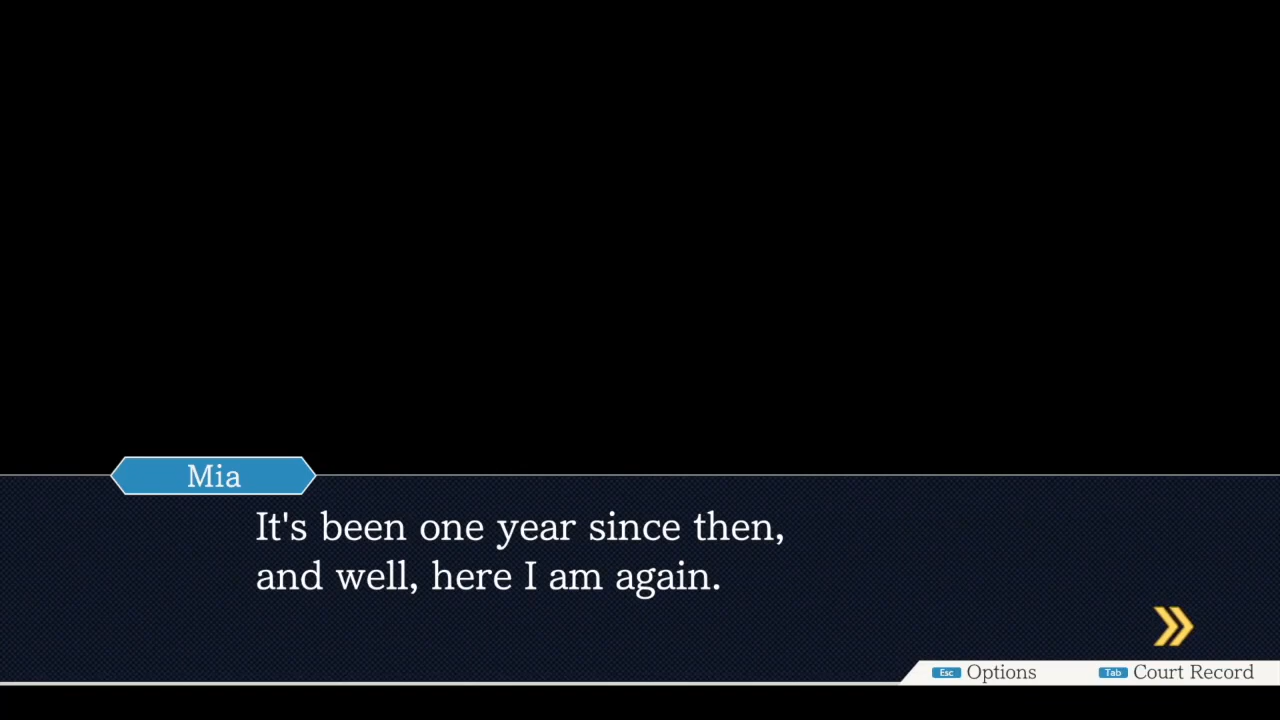 Mia
It's been one year since then,
and well, here I am again.
Esc Options Tab Court Record